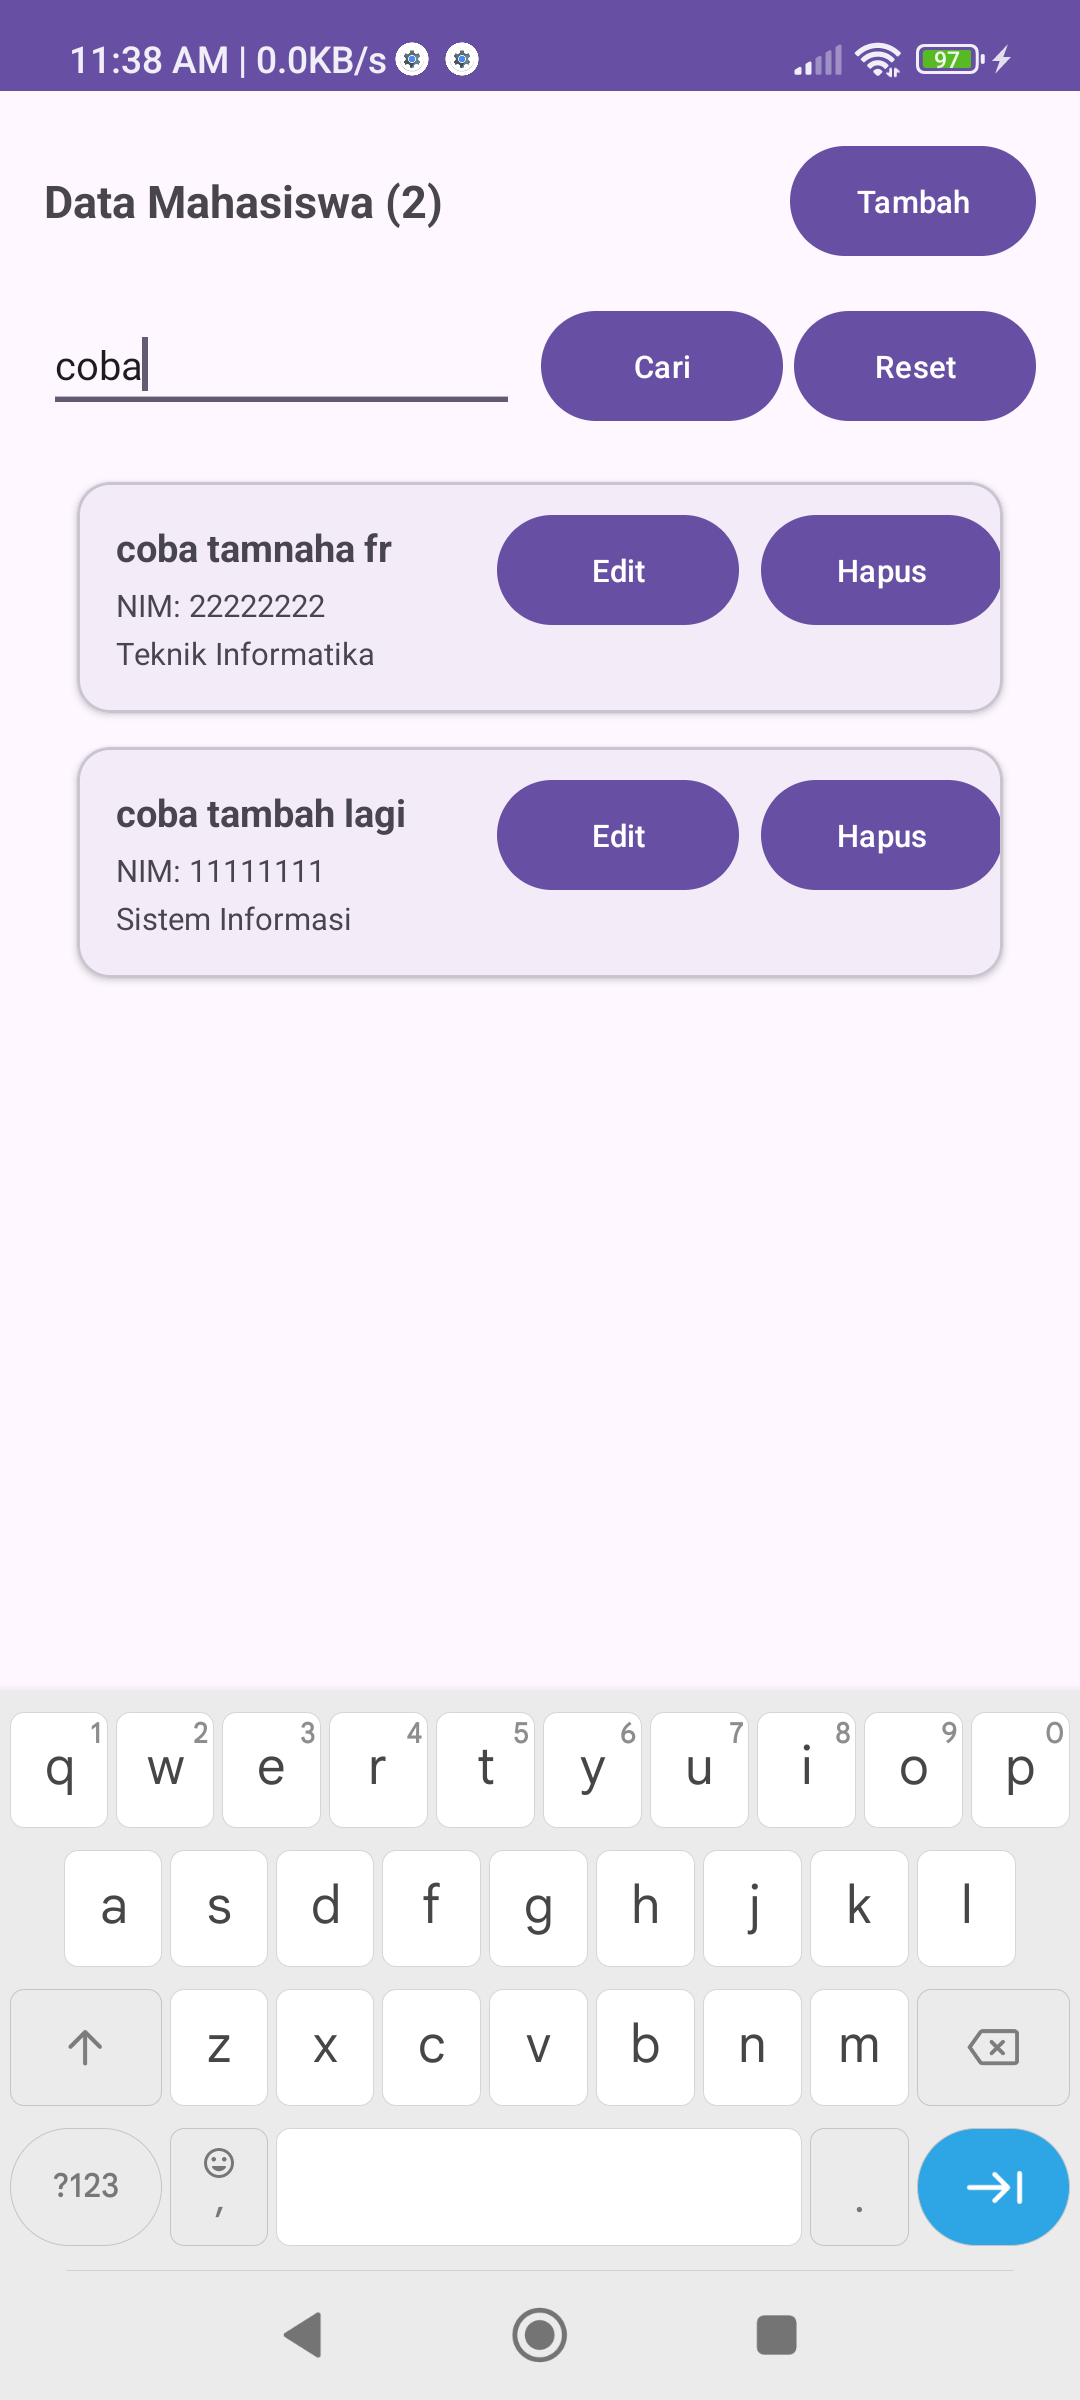 11:38 AM | 0.0KB/s
97
Data Mahasiswa (2)
Tambah
coba
Cari
Reset
coba tamnaha fr
NIM: 22222222
Teknik Informatika
Edit
Hapus
coba tambah lagi
NIM: 11111111
Sistem Informasi
Edit
Hapus
q 1 w 2 e 3 r 4 t 5 y 6 u 7 i 8 o 9 p 0
a s d f g h j k l
z x c v b n m
?123 , .